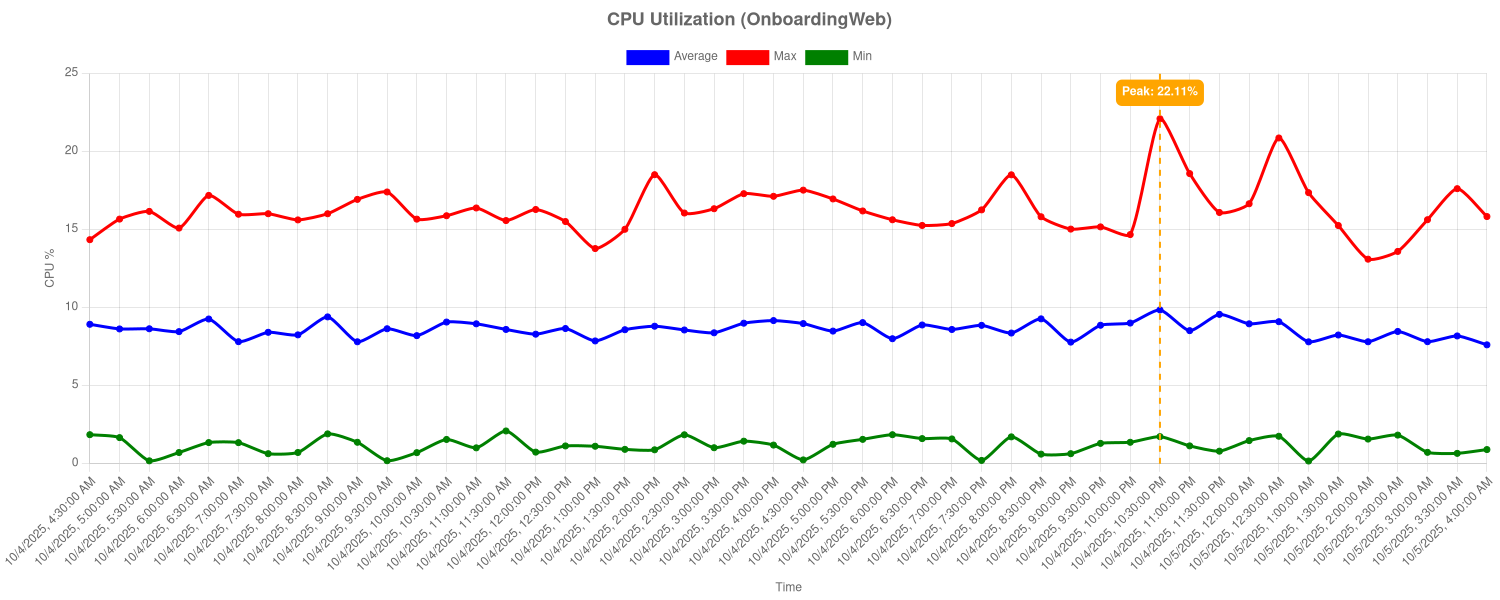 CPU Utilization (OnboardingWeb)
Average Max Min
Peak: 22.11%
25
20
15
10
5
0
CPU %
10/4/2025, 4:30:00 AM
10/4/2025, 5:00:00 AM
10/4/2025, 5:30:00 AM
10/4/2025, 6:00:00 AM
10/4/2025, 6:30:00 AM
10/4/2025, 7:00:00 AM
10/4/2025, 7:30:00 AM
10/4/2025, 8:00:00 AM
10/4/2025, 8:30:00 AM
10/4/2025, 9:00:00 AM
10/4/2025, 9:30:00 AM
10/4/2025, 10:00:00 AM
10/4/2025, 10:30:00 AM
10/4/2025, 11:00:00 AM
10/4/2025, 11:30:00 AM
10/4/2025, 12:00:00 PM
10/4/2025, 12:30:00 PM
10/4/2025, 1:00:00 PM
10/4/2025, 1:30:00 PM
10/4/2025, 2:00:00 PM
10/4/2025, 2:30:00 PM
10/4/2025, 3:00:00 PM
10/4/2025, 3:30:00 PM
10/4/2025, 4:00:00 PM
10/4/2025, 4:30:00 PM
10/4/2025, 5:00:00 PM
10/4/2025, 5:30:00 PM
10/4/2025, 6:00:00 PM
10/4/2025, 6:30:00 PM
10/4/2025, 7:00:00 PM
10/4/2025, 7:30:00 PM
10/4/2025, 8:00:00 PM
10/4/2025, 8:30:00 PM
10/4/2025, 9:00:00 PM
10/4/2025, 9:30:00 PM
10/4/2025, 10:00:00 PM
10/4/2025, 10:30:00 PM
10/4/2025, 11:00:00 PM
10/4/2025, 11:30:00 PM
10/5/2025, 12:00:00 AM
10/5/2025, 12:30:00 AM
10/5/2025, 1:00:00 AM
10/5/2025, 1:30:00 AM
10/5/2025, 2:00:00 AM
10/5/2025, 2:30:00 AM
10/5/2025, 3:00:00 AM
10/5/2025, 3:30:00 AM
10/5/2025, 4:00:00 AM
Time